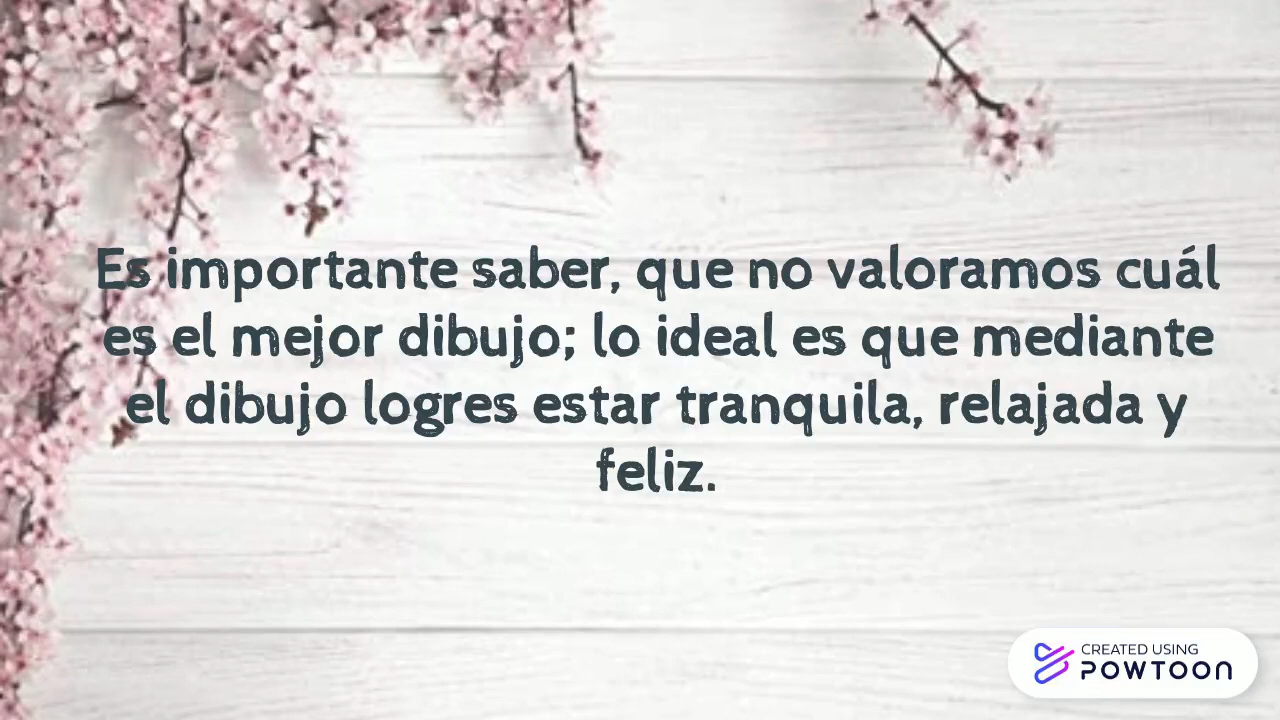 Es importante saber, que no valoramos cuál
es el mejor dibujo; lo ideal es que mediante
el dibujo logres estar tranquila, relajada y
feliz.
CREATED USING
POWTOON